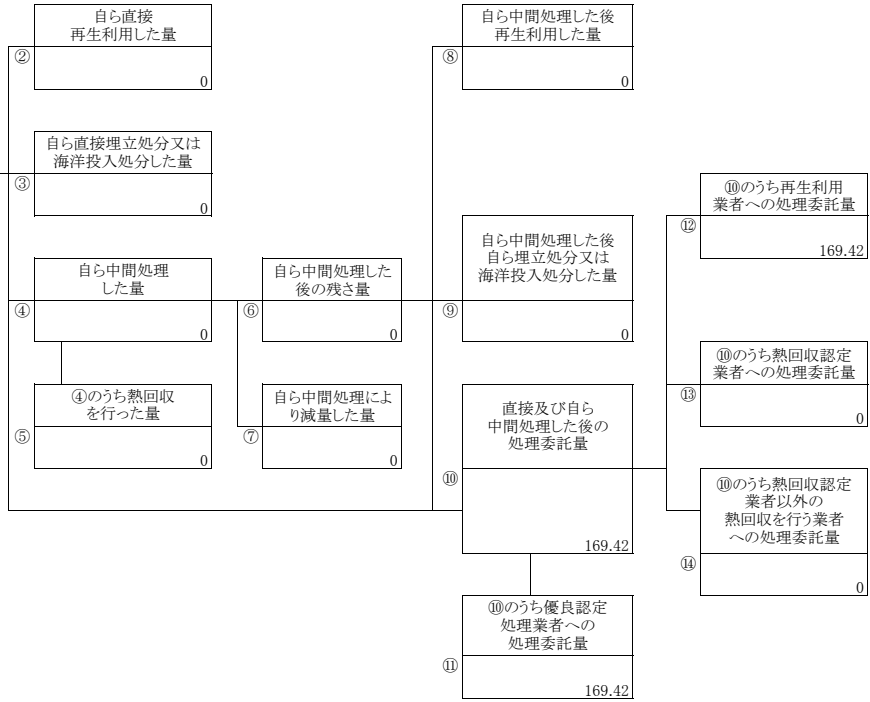 自ら直接
再生利用した量
②
0
自ら直接埋立処分又は
海洋投入処分した量
③
0
自ら中間処理
した量
④
0
④のうち熱回収
を行った量
⑤
0
自ら中間処理した
後の残さ量
⑥
0
自ら中間処理によ
り減量した量
⑦
0
自ら中間処理した後
再生利用した量
⑧
0
自ら中間処理した後
自ら埋立処分又は
海洋投入処分した量
⑨
0
直接及び自ら
中間処理した後の
処理委託量
⑩
169.42
⑩のうち優良認定
処理業者への
処理委託量
⑪
169.42
⑩のうち再生利用
業者への処理委託量
⑫
169.42
⑩のうち熱回収認定
業者への処理委託量
⑬
0
⑩のうち熱回収認定
業者以外の
熱回収を行う業者
への処理委託量
⑭
0